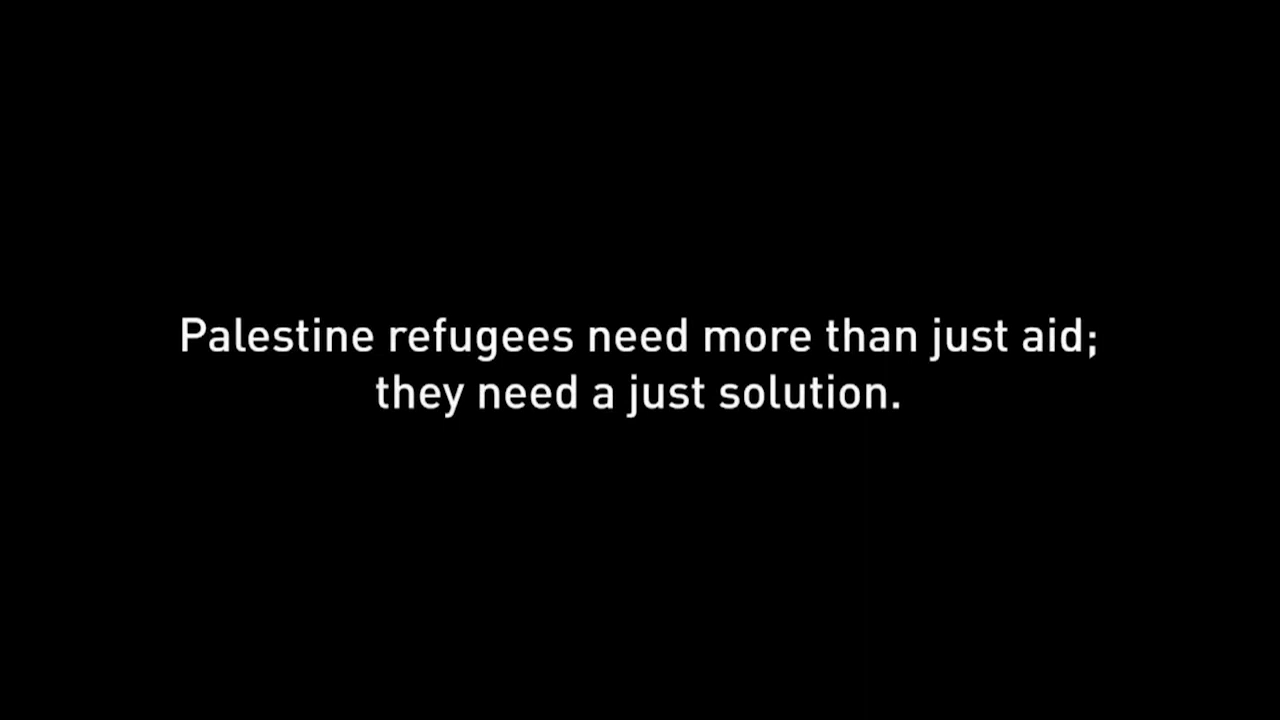 Palestine refugees need more than just aid;
they need a just solution.